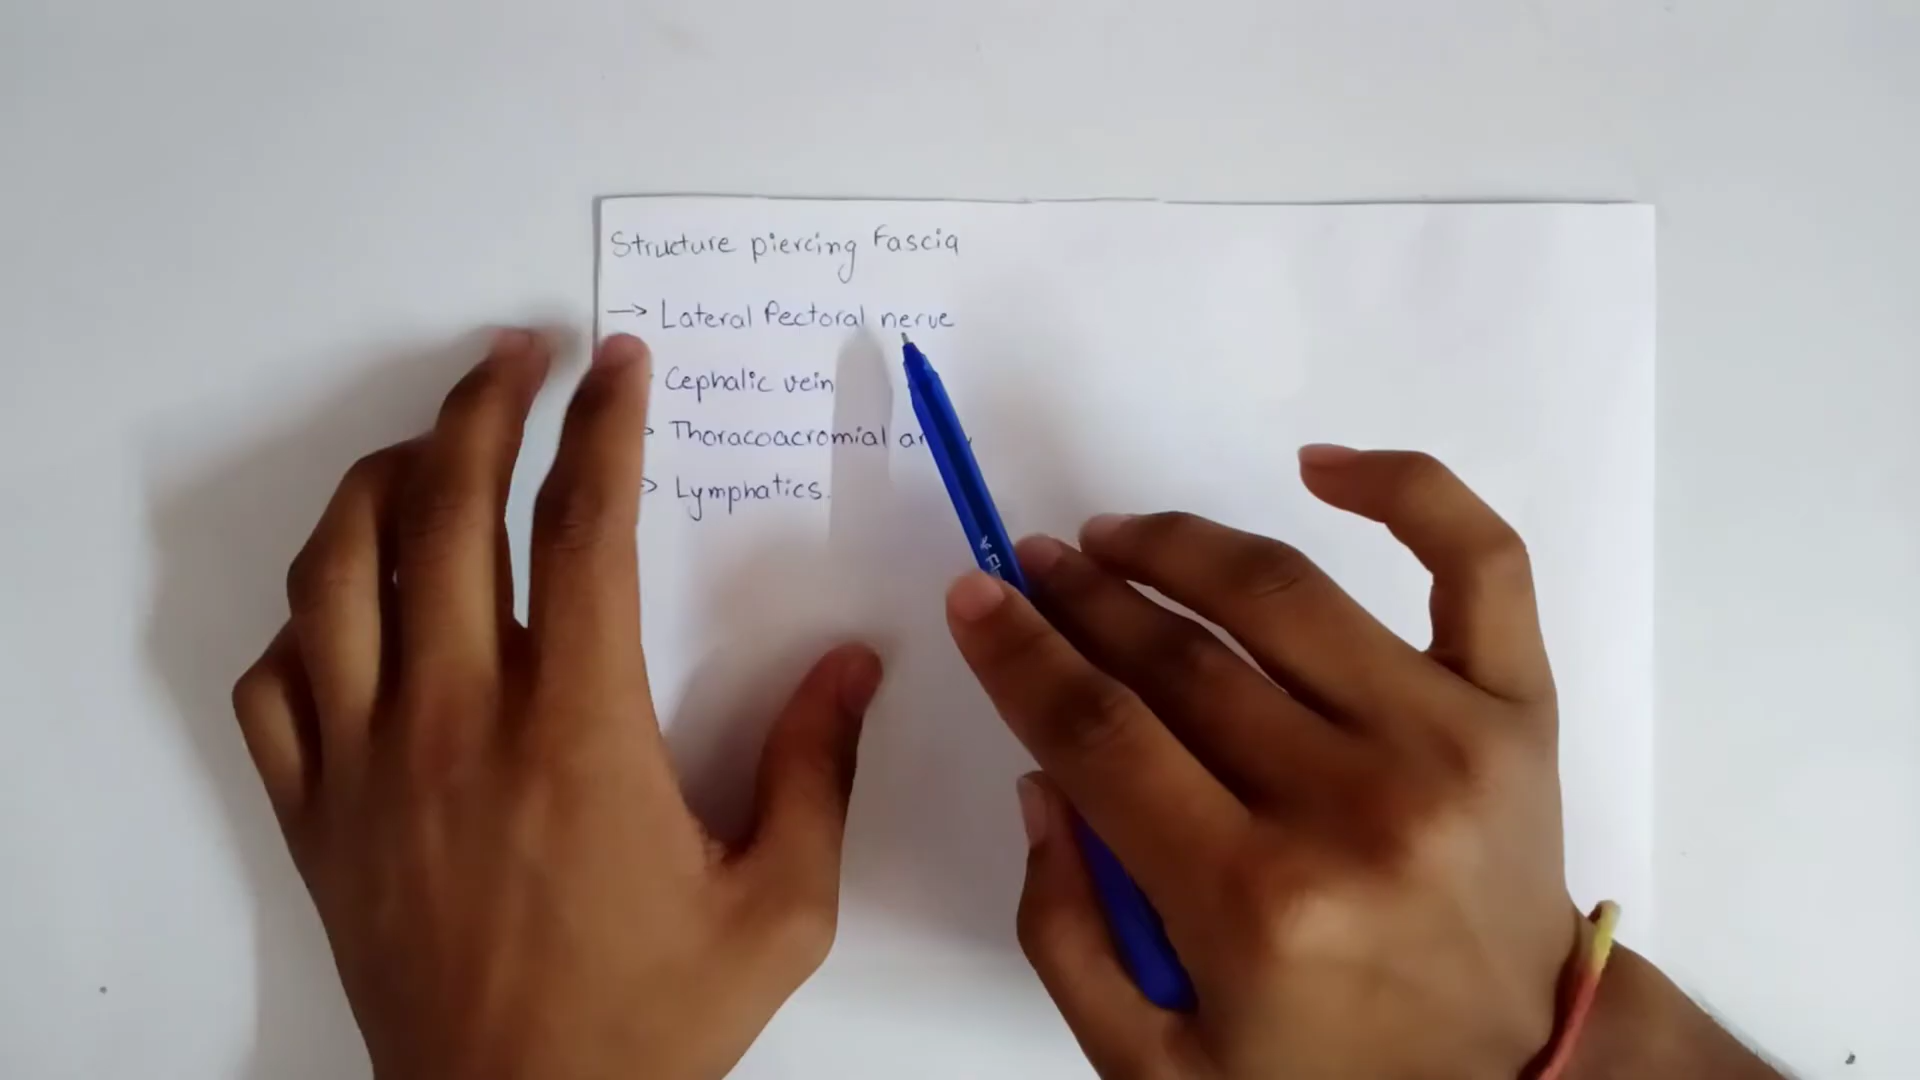 Structure piercing Fascia
→ Lateral Pectoral nerve
Cephalic vein
> Thoracoacromial
> Lymphatics.